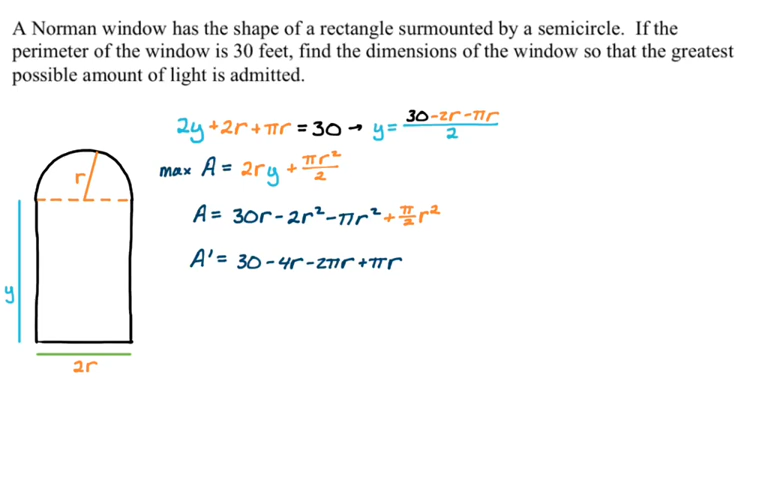 A Norman window has the shape of a rectangle surmounted by a semicircle. If the
perimeter of the window is 30 feet, find the dimensions of the window so that the greatest
possible amount of light is admitted.
2y+2r+πr = 30 → y = (30-2r-πr)/2
max A = 2ry + πr²/2
A = 30r - 2r² - πr² + π/2 r²
A' = 30 - 4r - 2πr + πr
r
y
2r